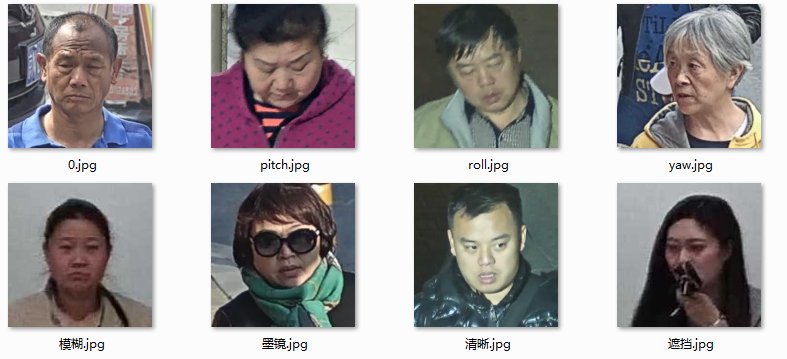 0.jpg
pitch.jpg
roll.jpg
yaw.jpg
模糊.jpg
墨镜.jpg
清晰.jpg
遮挡.jpg